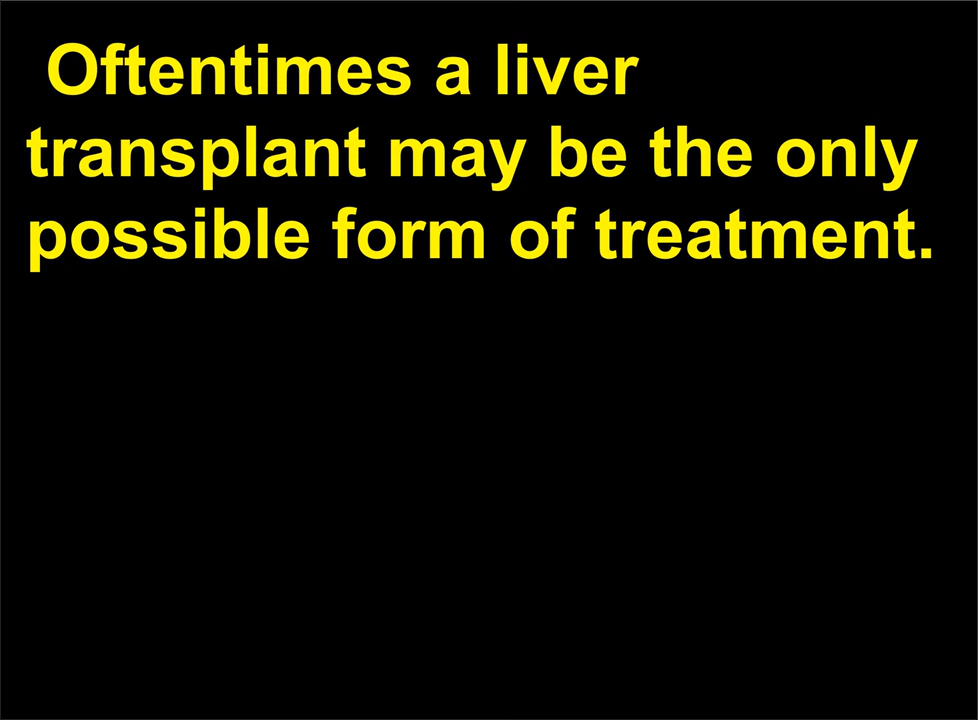 Oftentimes a liver
transplant may be the only
possible form of treatment.